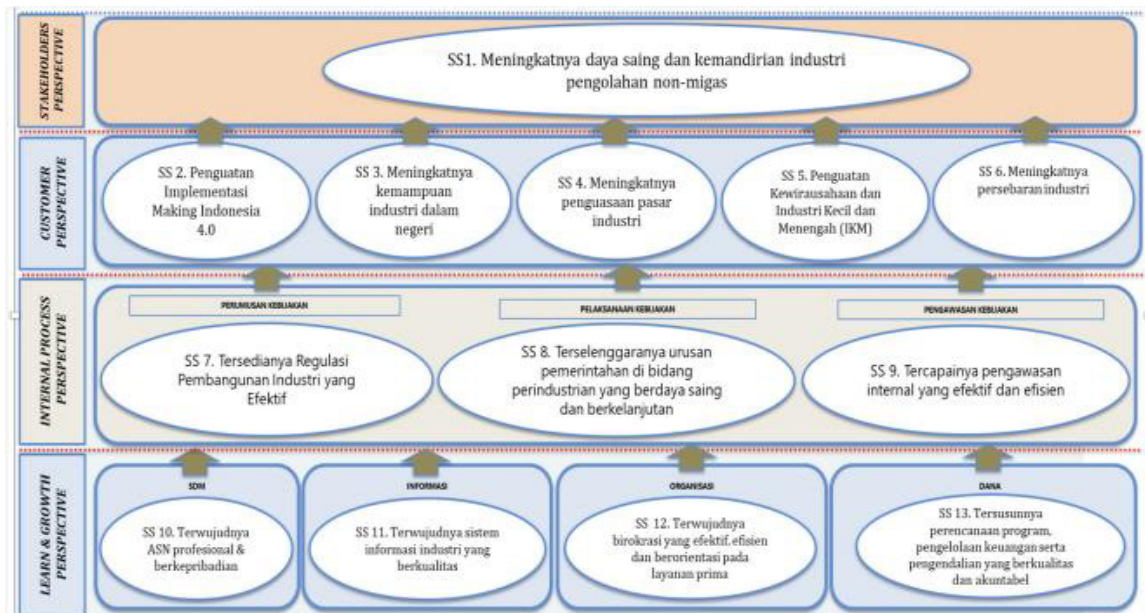 STAKEHOLDERS
PERSPECTIVE
SS1. Meningkatnya daya saing dan kemandirian industri
pengolahan non-migas
CUSTOMER
PERSPECTIVE
SS 2. Penguatan
Implementasi
Making Indonesia
4.0
SS 3. Meningkatnya
kemampuan
industri dalam
negeri
SS 4. Meningkatnya
penguasaan pasar
industri
SS 5. Penguatan
Kewirausahaan dan
Industri Kecil dan
Menengah (IKM)
SS 6. Meningkatnya
persebaran industri
INTERNAL PROCESS
PERSPECTIVE
PERUMUSAN KEBIJAKAN
SS 7. Tersedianya Regulasi
Pembangunan Industri yang
Efektif
PELAKSANAAN KEBIJAKAN
SS 8. Terselenggaranya urusan
pemerintahan di bidang
perindustrian yang berdaya saing
dan berkelanjutan
PENGAWASAN KEBIJAKAN
SS 9. Tercapainya pengawasan
internal yang efektif dan efisien
LEARN & GROWTH
PERSPECTIVE
SDM
SS 10. Terwujudnya
ASN profesional &
berkepribadian
INFORMASI
SS 11. Terwujudnya sistem
informasi industri yang
berkualitas
ORGANISASI
SS 12. Terwujudnya
birokrasi yang efektif, efisien
dan berorientasi pada
layanan prima
DANA
SS 13. Tersusunnya
perencanaan program,
pengelolaan keuangan serta
pengendalian yang berkualitas
dan akuntabel